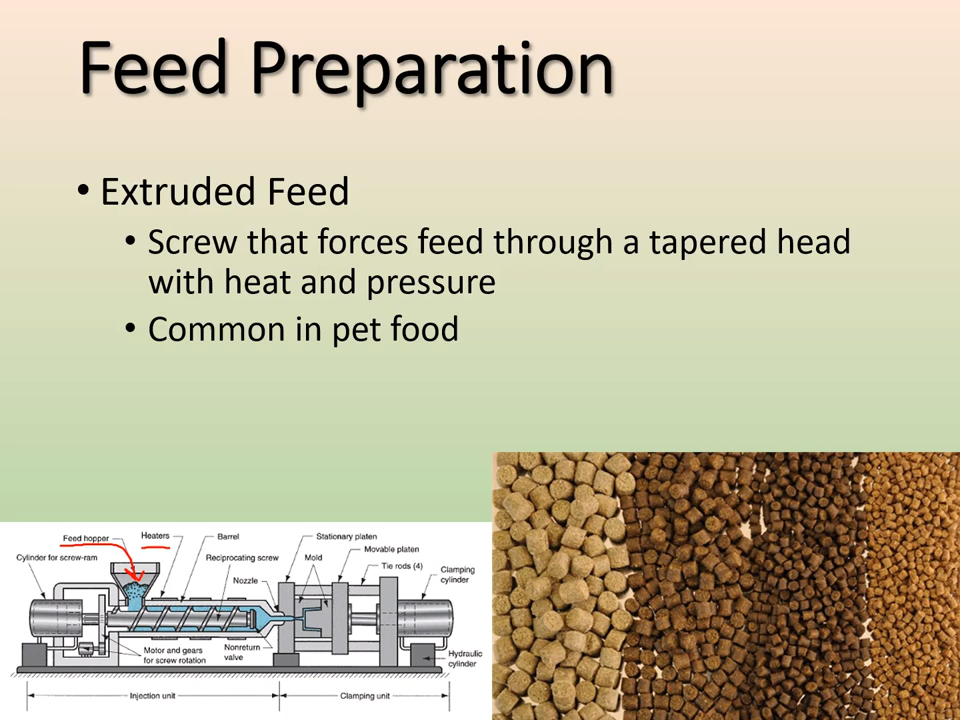 Feed Preparation
• Extruded Feed
• Screw that forces feed through a tapered head
with heat and pressure
• Common in pet food
Feed hopper
Heaters
Barrel
Stationary platen
Cylinder for screw-ram
Reciprocating screw
Mold
Movable platen
Tie rods (4)
Nozzle
Clamping
cylinder
Motor and gears
for screw rotation
Nonreturn
valve
Hydraulic
cylinder
Injection unit
Clamping unit